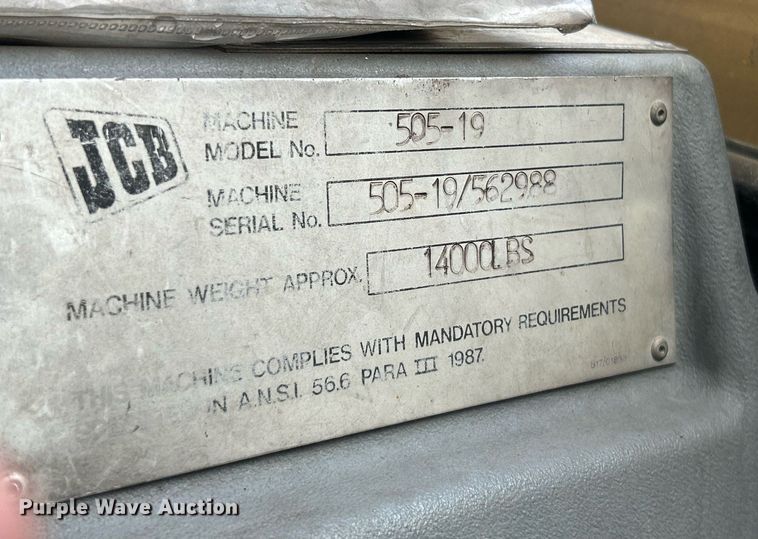 JCB
MACHINE
MODEL No. 505-19
MACHINE
SERIAL No. 505-19/562988
MACHINE WEIGHT APPROX. 14000LBS
THIS MACHINE COMPLIES WITH MANDATORY REQUIREMENTS
IN A.N.S.I. 56.6 PARA III 1987.
Purple Wave Auction